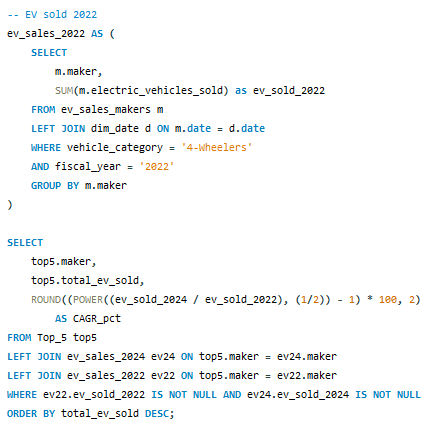 -- EV sold 2022
ev_sales_2022 AS (
    SELECT
        m.maker,
        SUM(m.electric_vehicles_sold) as ev_sold_2022
    FROM ev_sales_makers m
    LEFT JOIN dim_date d ON m.date = d.date
    WHERE vehicle_category = '4-Wheelers'
    AND fiscal_year = '2022'
    GROUP BY m.maker
)

SELECT
    top5.maker,
    top5.total_ev_sold,
    ROUND((POWER((ev_sold_2024 / ev_sold_2022), (1/2)) - 1) * 100, 2)
        AS CAGR_pct
FROM Top_5 top5
LEFT JOIN ev_sales_2024 ev24 ON top5.maker = ev24.maker
LEFT JOIN ev_sales_2022 ev22 ON top5.maker = ev22.maker
WHERE ev22.ev_sold_2022 IS NOT NULL AND ev24.ev_sold_2024 IS NOT NULL
ORDER BY total_ev_sold DESC;